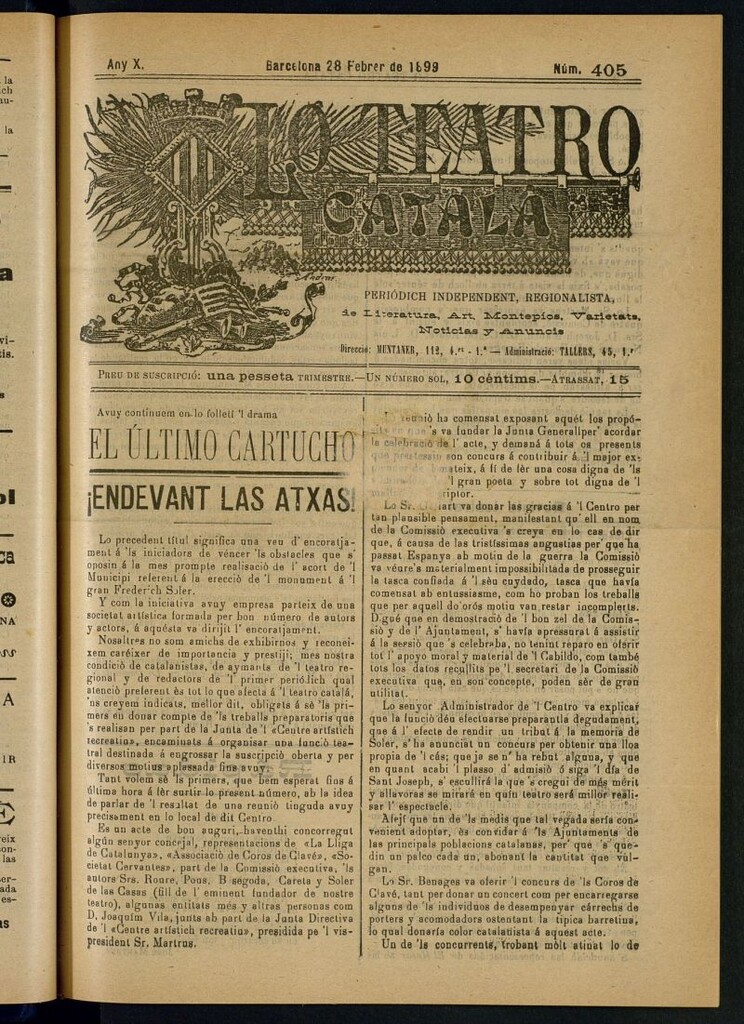 Any X.
Barcelona 28 Febrer de 1899
Núm. 405
LO TEATRO
CATALÁ
PERIÓDICH INDEPENDENT, REGIONALISTA,
de Literatura, Art, Montepios, Varietats,
Noticias y Anuncis
Direcció: MUNTANER, 112, 4.rt - 1.ª — Administració: TALLERS, 45, 1.r
PREU DE SUSCRIPCIÓ: una pesseta TRIMESTRE.—UN NÚMERO SOL, 10 céntims.—ATRASSAT, 15
Avuy continuem en lo folletí 'l drama
EL ÚLTIMO CARTUCHO
¡ENDEVANT LAS ATXAS!
Lo precedent títul significa una veu d' encoratja-
ment á 'ls iniciadors de véncer 'ls obstacles que s'
oposin á la mes prompte realisació de l' acort de 'l
Municipi referent á la erecció de 'l monument á 'l
gran Frederich Soler.
Y com la iniciativa avuy empresa parteix de una
societat artística formada per bon número de autors
y actors, á aquesta va dirijit l' encoratjament.
Nosaltres no som amichs de exhibirnos y reconei-
xem caréixer de importancia y prestiji; mes nostra
condició de catalanistas, de aymants de 'l teatro re-
gional y de redactors de 'l primer periódich qual
atenció preferent és tot lo que afecta á 'l teatro catalá,
'ns creyem indicats, mellor dit, obligats á sé 'ls pri-
mers en donar compte de 'ls treballs preparatoris que
's realisan per part de la Junta de 'l «Centre artístich
recreatiu», encaminats á organisar una funció tea-
tral destinada á engrossar la suscripció oberta y per
diversos motius aplassada fins avuy.
Tant volém sé 'ls primers, que bem esperat fins á
última hora á fér surtir lo present número, ab la idea
de parlar de 'l resultat de una reunió tinguda avuy
precisament en lo local de dit Centro
Es un acte de bon auguri, haventhi concorregut
algún senyor concejal, representacions de «La Lliga
de Catalunya», «Associació de Coros de Clavé», «So-
cietat Cervantes», part de la Comissió executiva, 'ls
autors Srs. Roure, Pous, B segoda, Careta y Soler
de las Casas (fill de l' eminent fundador de nostre
teatro), algunas entitats més y altras personas com
D. Joaquim Vila, junts ab part de la Junta Directiva
de 'l «Centre artístich recreatiu», presidida pe 'l vis-
president Sr. Martrus.
reunió ha comensat exposant aquét los propó-
's va fundar la Junta General per' acordar
la celebració de l' acte, y demaná á tots os presents
son concurs á contribuir á 'l major ex-
ateix, á fí de fér una cosa digna de 'ls
'l gran poeta y sobre tot digna de 'l
riptor.
Lo Sr. art va donar las gracias á 'l Centro per
tan plausible pensament, manifestant qu' ell en nom
de la Comissió executiva 's creya en lo cas de dir
que, á causa de las tristissimas angustias per que ha
passat Espanya ab motiu de la guerra la Comissió
va véure's materialment impossibilitada de prosseguir
la tasca confiada á 'l séu cuydado, tasca que havía
comensat ab entussiasme, com ho proban los treballs
que per aquell do'orós motiu van restar incomplerts.
Digué que en demostració de 'l bon zel de la Comis-
sió y de l' Ajuntament, s' havía apressurat á assistir
á la sessió que 's celebraba, no tenint reparo en oferir
tot l' apoyo moral y material de 'l Cabildo, com també
tots los datos recullits pe 'l secretari de la Comissió
executiva que, en son concepte, poden sér de gran
utilitat.
Lo senyor Administrador de 'l Centro va explicar
que la funció déu efectuarse preparantla degudament,
que á l' efecte de rendir un tribut á la memoria de
Soler, s' ha anunciat un concurs per obtenir una lloa
propia de 'l cás; que ja se n' ha rebut alguna, y que
en quant acabi 'l plasso d' admisió ó siga 'l día de
Sant Joseph, s' escullirá la que 's cregui de més mérit
y allavoras se mirará en quín teatro será millor reali-
sar l' espectacle.
Afejí que un de 'ls medis que tal vegada sería con-
venient adoptar, és convidar á 'ls Ajuntaments de
las principals poblacions catalanas, per' que 's que-
din un palco cada un, abonant la cantitat que vul-
gan.
Lo Sr. Benages va oferir 'l concurs de 'ls Coros de
Clavé, tant per donar un concert com per encarregarse
alguns de 'ls individuos de desempenyar cárrechs de
porters y acomodadors ostentant la típica barretina,
lo qual donaría color catalanista á aquest acte.
Un de 'ls concurrents, trobant mólt atinat lo de